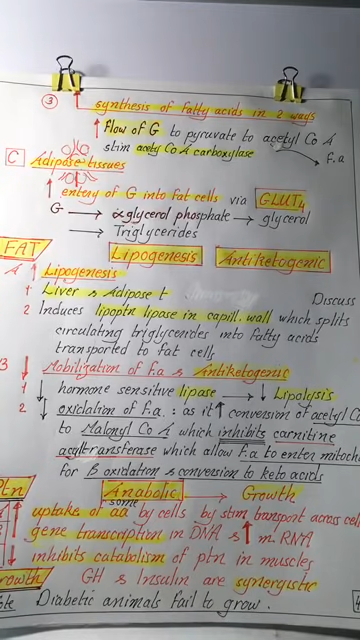 ③ ↑ synthesis of fatty acids in 2 ways
↑ flow of G to pyruvate to acetyl Co A
stim acety CoA carboxylase → f.a
C Adipose tissues
↑ entery of G into fat cells via GLUT4
G → α glycerol phosphate → glycerol
→ Triglycerides
FAT Lipogenesis Antiketogenic
A ↑ Lipogenesis
1 Liver & Adipose t Discuss
2 Induces lipoptn lipase in capill. wall which splits
circulating triglycerides into fatty acids
transported to fat cells
↓ Mobilization of f.a & Antiketogenic
1 ↓ hormone sensitive lipase → ↓ Lipolysis
2 ↓ oxidation of f.a. : as it ↑ conversion of acetyl Co
to Malonyl Co A which inhibits carnitine
acyltransferase which allow F.a to enter mitoch
for B oxidation & conversion to keto acids
Ptn Anabolic → Growth
↑ uptake of some aa by cells by stim transport across cel
↑ gene transcription in DNA & ↑ m.RNA
↓ inhibits catabolism of ptn in muscles
Growth GH & Insulin are synergistic
Note Diabetic animals fail to grow.